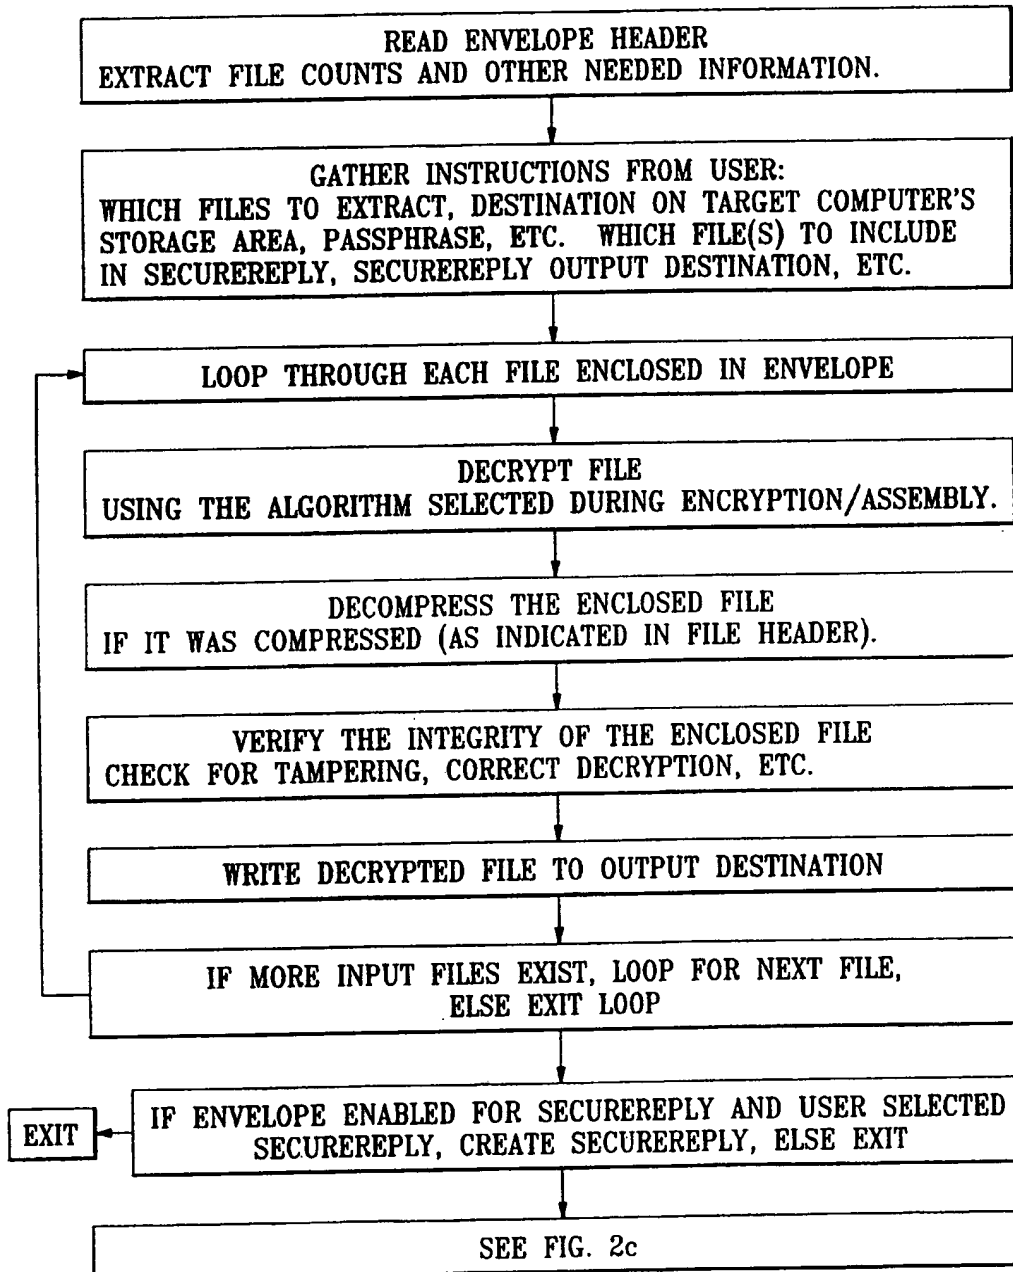 READ ENVELOPE HEADER
EXTRACT FILE COUNTS AND OTHER NEEDED INFORMATION.
GATHER INSTRUCTIONS FROM USER:
WHICH FILES TO EXTRACT, DESTINATION ON TARGET COMPUTER'S
STORAGE AREA, PASSPHRASE, ETC. WHICH FILE(S) TO INCLUDE
IN SECUREREPLY, SECUREREPLY OUTPUT DESTINATION, ETC.
LOOP THROUGH EACH FILE ENCLOSED IN ENVELOPE
DECRYPT FILE
USING THE ALGORITHM SELECTED DURING ENCRYPTION/ASSEMBLY.
DECOMPRESS THE ENCLOSED FILE
IF IT WAS COMPRESSED (AS INDICATED IN FILE HEADER).
VERIFY THE INTEGRITY OF THE ENCLOSED FILE
CHECK FOR TAMPERING, CORRECT DECRYPTION, ETC.
WRITE DECRYPTED FILE TO OUTPUT DESTINATION
IF MORE INPUT FILES EXIST, LOOP FOR NEXT FILE,
ELSE EXIT LOOP
IF ENVELOPE ENABLED FOR SECUREREPLY AND USER SELECTED
SECUREREPLY, CREATE SECUREREPLY, ELSE EXIT
EXIT
SEE FIG. 2c